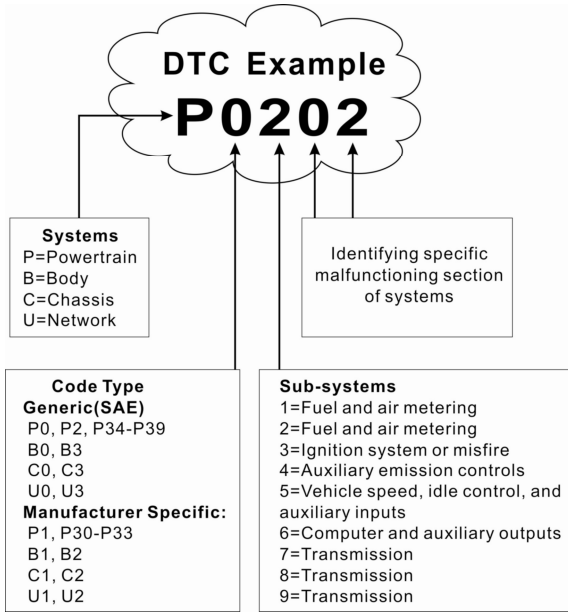 DTC Example
P0202
Systems
P=Powertrain
B=Body
C=Chassis
U=Network
Identifying specific
malfunctioning section
of systems
Code Type
Generic(SAE)
P0, P2, P34-P39
B0, B3
C0, C3
U0, U3
Manufacturer Specific:
P1, P30-P33
B1, B2
C1, C2
U1, U2
Sub-systems
1=Fuel and air metering
2=Fuel and air metering
3=Ignition system or misfire
4=Auxiliary emission controls
5=Vehicle speed, idle control, and
auxiliary inputs
6=Computer and auxiliary outputs
7=Transmission
8=Transmission
9=Transmission